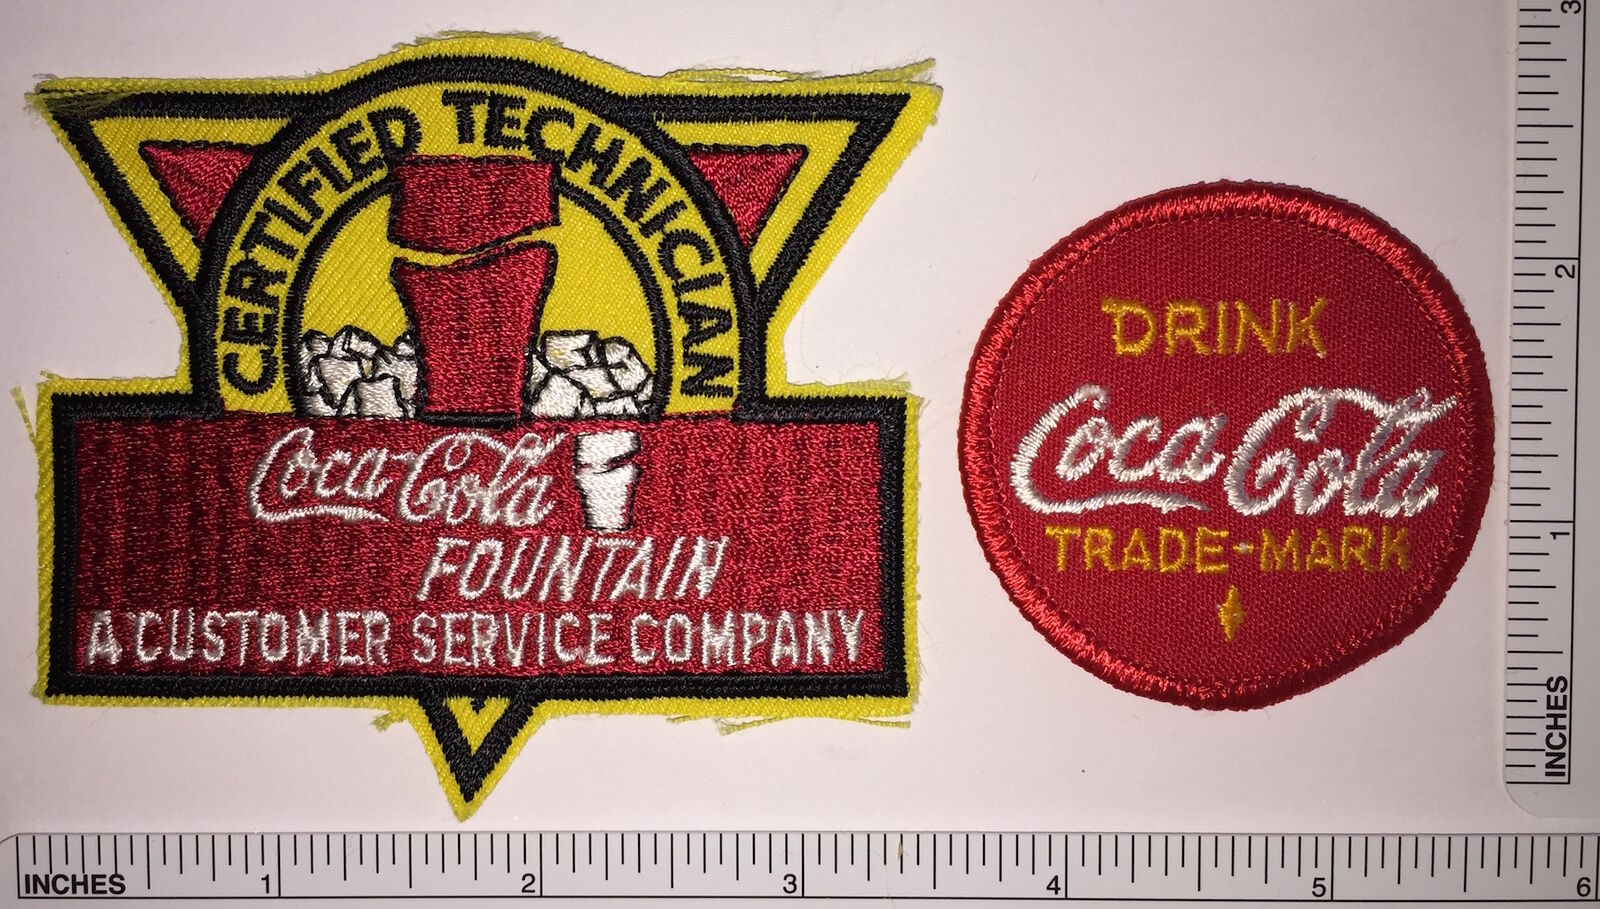 CERTIFIED TECHNICIAN
Coca-Cola
FOUNTAIN
A CUSTOMER SERVICE COMPANY
DRINK
Coca-Cola
TRADE-MARK
INCHES 1 2 3 4 5 6
INCHES 1 2 3